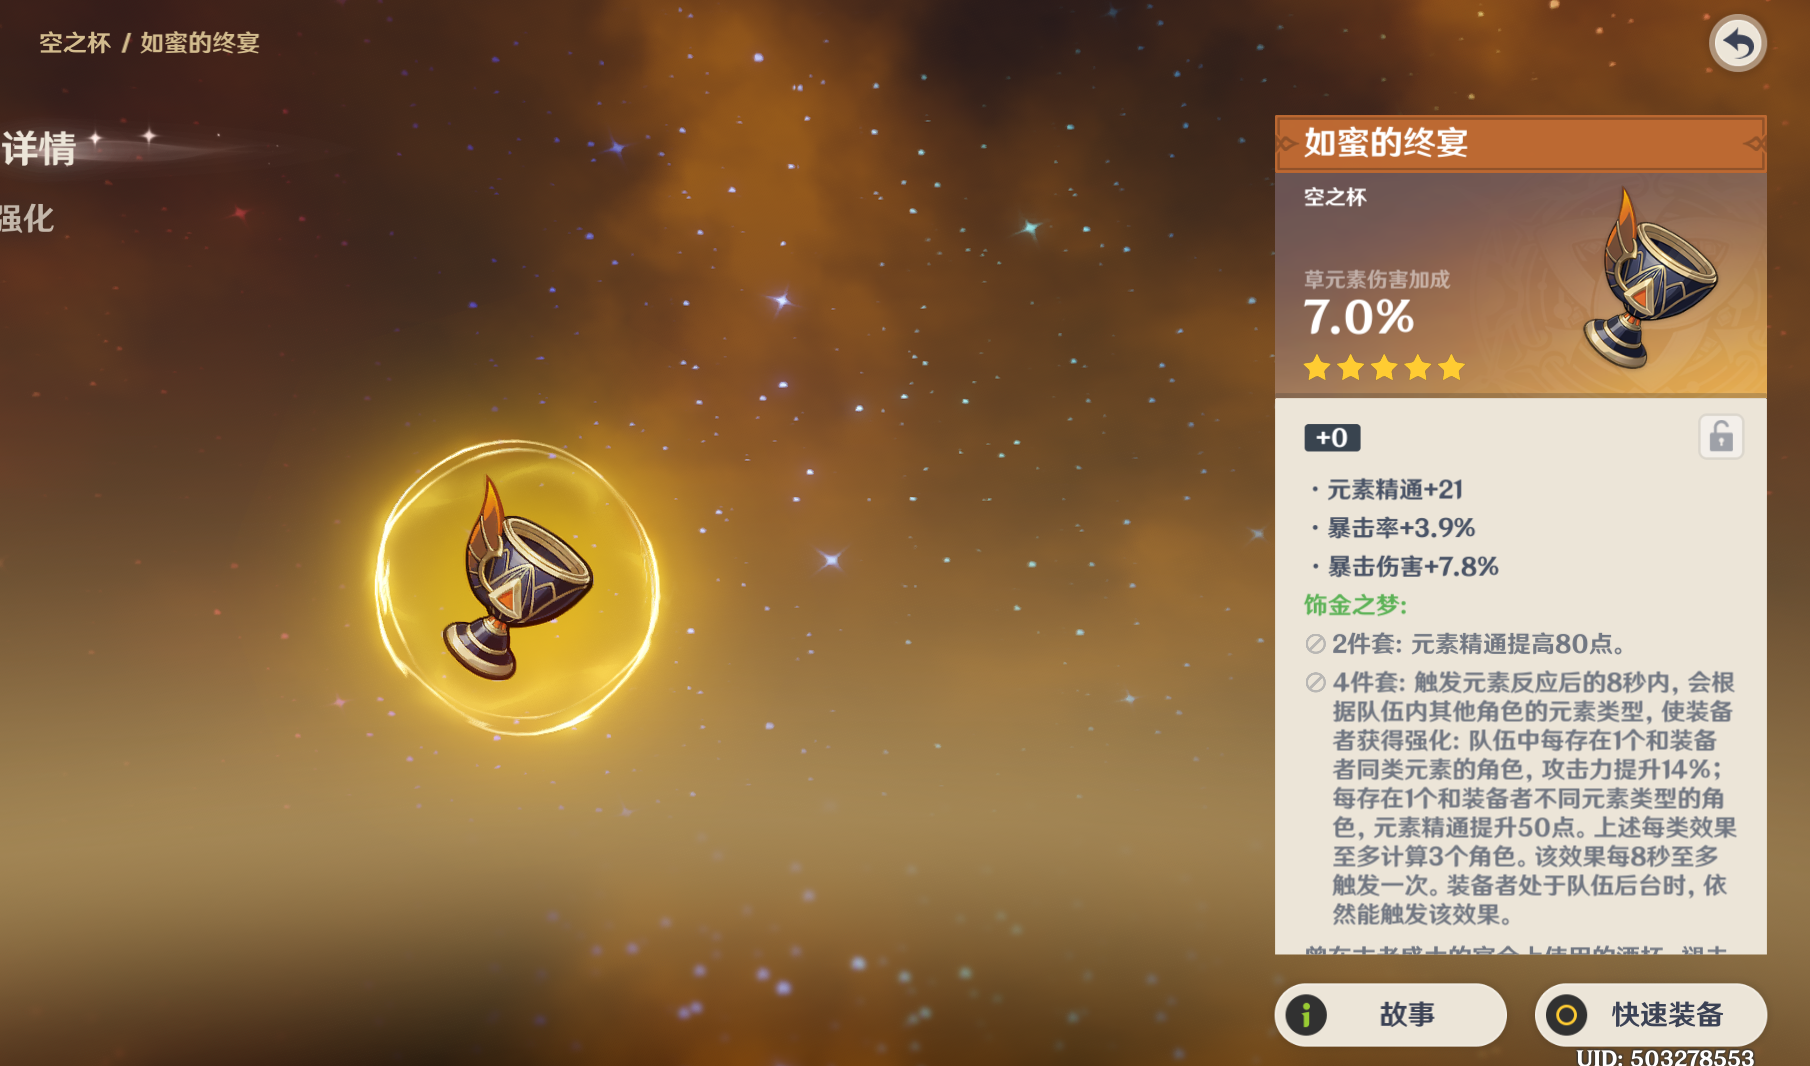 空之杯 / 如蜜的终宴
详情
强化
如蜜的终宴
空之杯
草元素伤害加成
7.0%
+0
·元素精通+21
·暴击率+3.9%
·暴击伤害+7.8%
饰金之梦:
2件套: 元素精通提高80点。
4件套: 触发元素反应后的8秒内, 会根
据队伍内其他角色的元素类型, 使装备
者获得强化: 队伍中每存在1个和装备
者同类元素的角色, 攻击力提升14%;
每存在1个和装备者不同元素类型的角
色, 元素精通提升50点。上述每类效果
至多计算3个角色。该效果每8秒至多
触发一次。装备者处于队伍后台时, 依
然能触发该效果。
故事
快速装备
UID: 503278553